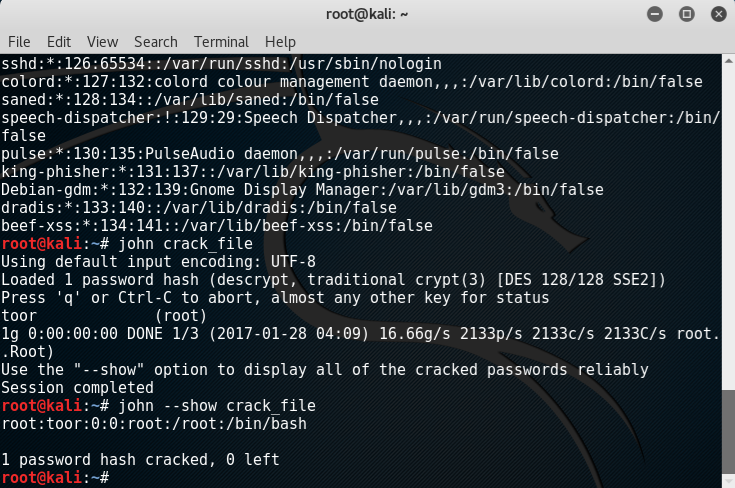 root@kali: ~
File Edit View Search Terminal Help
sshd:*:126:65534::/var/run/sshd:/usr/sbin/nologin
colord:*:127:132:colord colour management daemon,,,:/var/lib/colord:/bin/false
saned:*:128:134::/var/lib/saned:/bin/false
speech-dispatcher:!:129:29:Speech Dispatcher,,,:/var/run/speech-dispatcher:/bin/
false
pulse:*:130:135:PulseAudio daemon,,,:/var/run/pulse:/bin/false
king-phisher:*:131:137::/var/lib/king-phisher:/bin/false
Debian-gdm:*:132:139:Gnome Display Manager:/var/lib/gdm3:/bin/false
dradis:*:133:140::/var/lib/dradis:/bin/false
beef-xss:*:134:141::/var/lib/beef-xss:/bin/false
root@kali:~# john crack_file
Using default input encoding: UTF-8
Loaded 1 password hash (descrypt, traditional crypt(3) [DES 128/128 SSE2])
Press 'q' or Ctrl-C to abort, almost any other key for status
toor             (root)
1g 0:00:00:00 DONE 1/3 (2017-01-28 04:09) 16.66g/s 2133p/s 2133c/s 2133C/s root.
.Root)
Use the "--show" option to display all of the cracked passwords reliably
Session completed
root@kali:~# john --show crack_file
root:toor:0:0:root:/root:/bin/bash
1 password hash cracked, 0 left
root@kali:~#